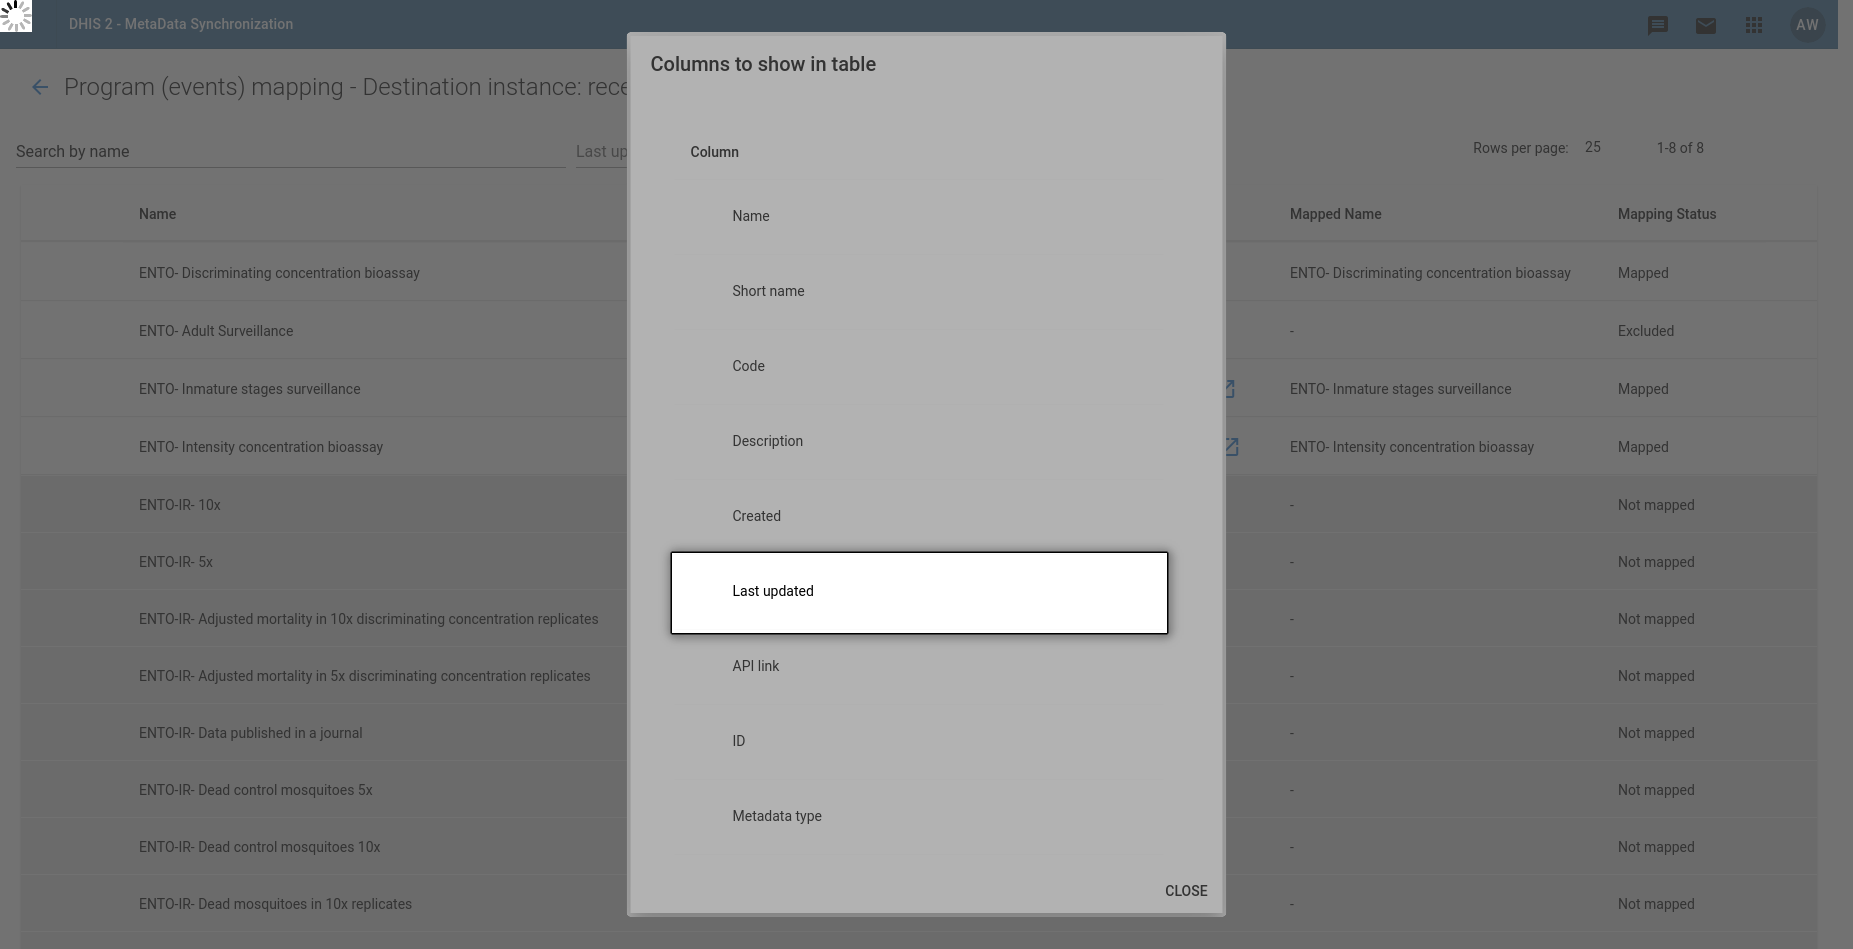 DHIS 2 - MetaData Synchronization
AW
Columns to show in table
Program (events) mapping - Destination instance: rece
Search by name
Last up
Rows per page: 25 1-8 of 8
Column
Name
Short name
Code
Description
Created
Last updated
API link
ID
Metadata type
CLOSE
Name Mapped Name Mapping Status
ENTO- Discriminating concentration bioassay ENTO- Discriminating concentration bioassay Mapped
ENTO- Adult Surveillance - Excluded
ENTO- Inmature stages surveillance ENTO- Inmature stages surveillance Mapped
ENTO- Intensity concentration bioassay ENTO- Intensity concentration bioassay Mapped
ENTO-IR- 10x - Not mapped
ENTO-IR- 5x - Not mapped
ENTO-IR- Adjusted mortality in 10x discriminating concentration replicates - Not mapped
ENTO-IR- Adjusted mortality in 5x discriminating concentration replicates - Not mapped
ENTO-IR- Data published in a journal - Not mapped
ENTO-IR- Dead control mosquitoes 5x - Not mapped
ENTO-IR- Dead control mosquitoes 10x - Not mapped
ENTO-IR- Dead mosquitoes in 10x replicates - Not mapped